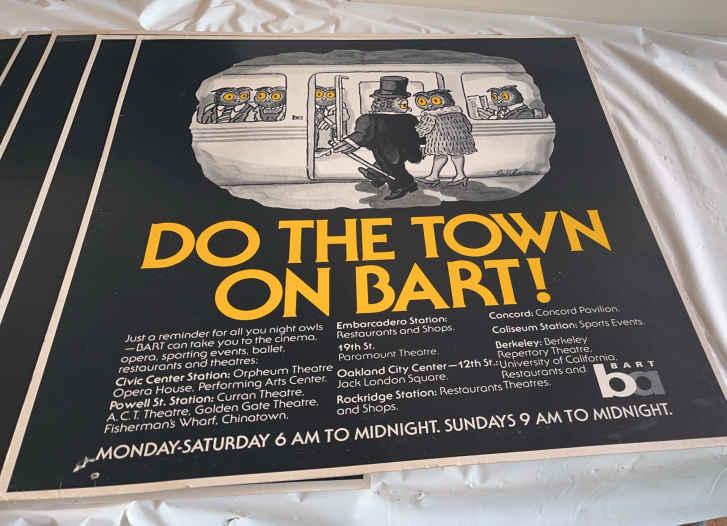 DO THE TOWN
ON BART!
Just a reminder for all you night owls
—BART can take you to the cinema,
opera, sporting events, ballet,
restaurants and theatres:
Civic Center Station: Orpheum Theatre
Opera House, Performing Arts Center.
Powell St. Station: Curran Theatre,
A.C.T. Theatre, Golden Gate Theatre,
Fisherman's Wharf, Chinatown.
Embarcadero Station:
Restaurants and Shops.
19th St.
Paramount Theatre.
Oakland City Center—12th St.:
Jack London Square.
Rockridge Station: Restaurants
and Shops.
Concord: Concord Pavilion.
Coliseum Station: Sports Events.
Berkeley: Berkeley
Repertory Theatre,
University of California,
Restaurants and
Theatres.
BART
ba
MONDAY-SATURDAY 6 AM TO MIDNIGHT. SUNDAYS 9 AM TO MIDNIGHT.